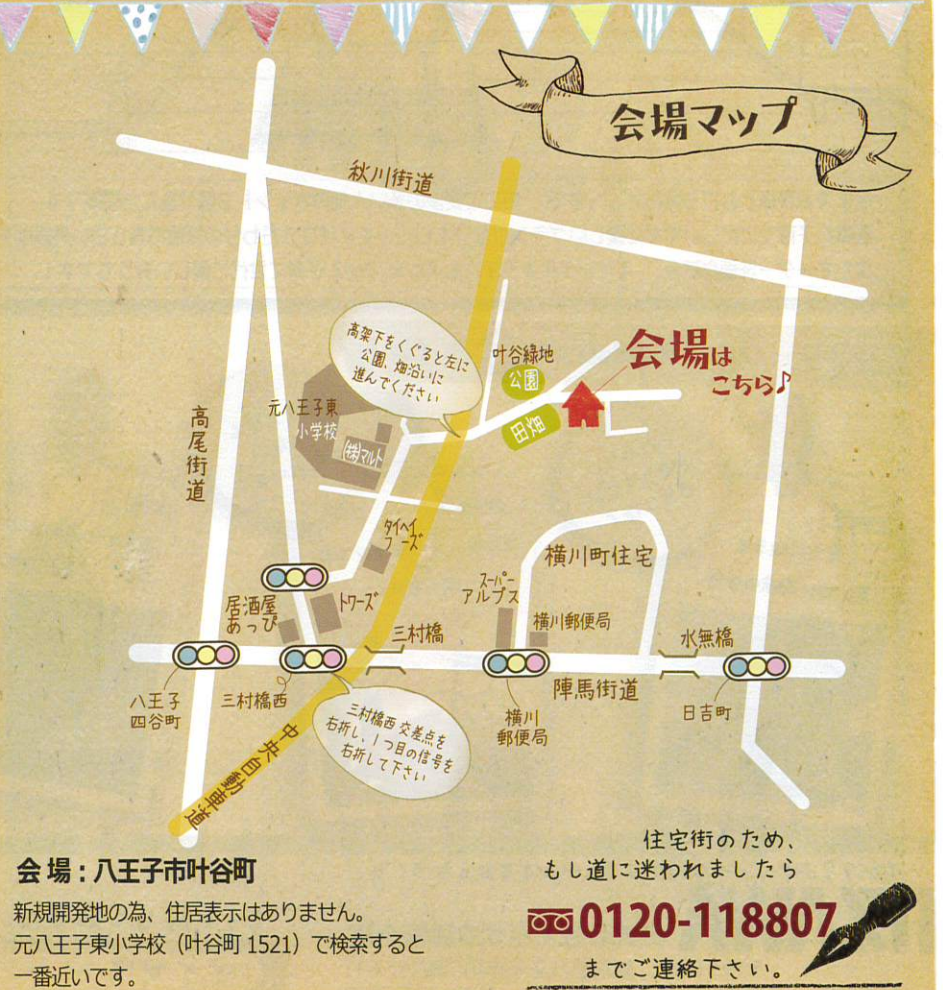 会場マップ
秋川街道
高架下をくぐると左に
公園、畑沿いに
進んでください
叶谷緑地
公園
会場は
こちら♪
田畑
元八王子東
小学校
(株)マルト
高尾街道
タイヘイ
フーズ
横川町住宅
スーパー
アルプス
トワーズ
居酒屋
あっぴ
横川郵便局
三村橋
水無橋
陣馬街道
八王子
四谷町
三村橋西
横川
郵便局
日吉町
三村橋西 交差点を
右折し、1つ目の信号を
右折して下さい
中央自動車道
住宅街のため、
もし道に迷われましたら
0120-118807
までご連絡下さい。
会 場 : 八王子市叶谷町
新規開発地の為、住居表示はありません。
元八王子東小学校（叶谷町 1521）で検索すると
一番近いです。